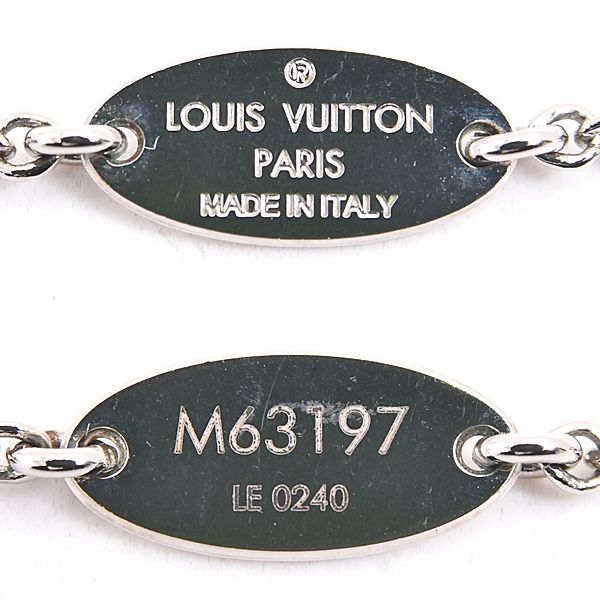 ®
LOUIS VUITTON
PARIS
MADE IN ITALY
M63197
LE 0240